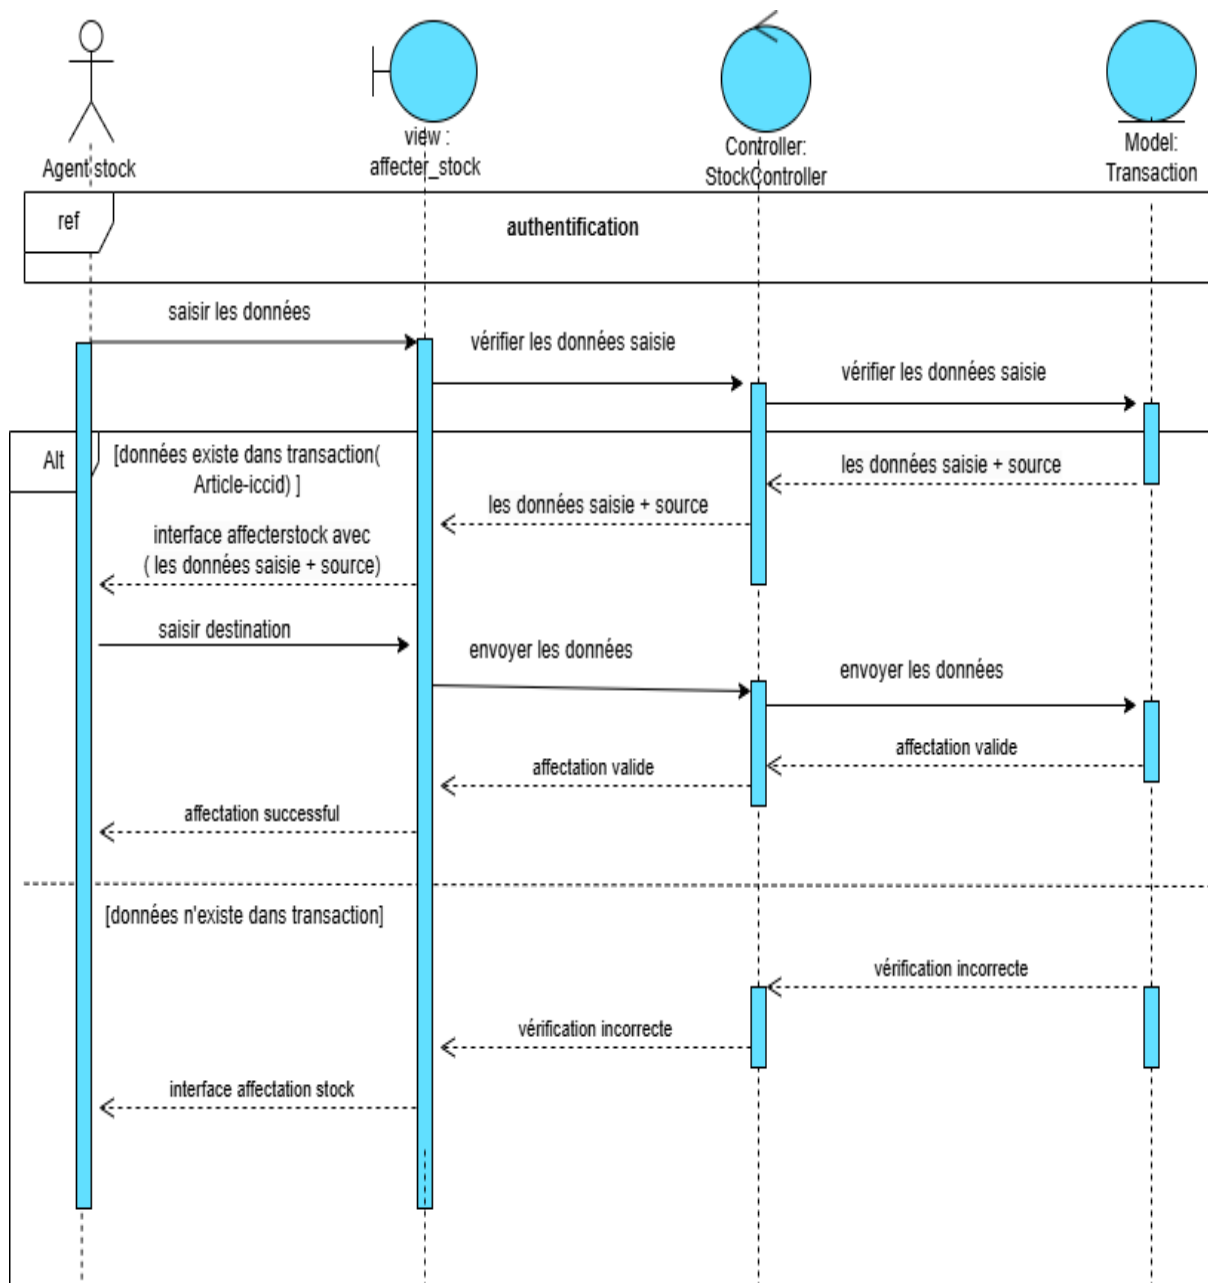 Agent stock
view :
affecter_stock
Controller:
StockController
Model:
Transaction
ref
authentification
saisir les données
vérifier les données saisie
vérifier les données saisie
Alt
[données existe dans transaction(
Article-iccid) ]
les données saisie + source
les données saisie + source
interface affecterstock avec
( les données saisie + source)
saisir destination
envoyer les données
envoyer les données
affectation valide
affectation valide
affectation successful
[données n'existe dans transaction]
vérification incorrecte
vérification incorrecte
interface affectation stock